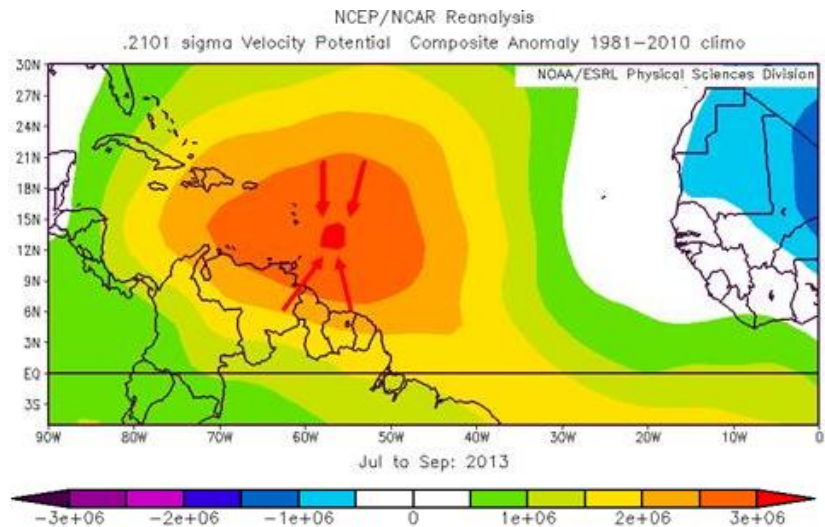 NCEP/NCAR Reanalysis
.2101 sigma Velocity Potential Composite Anomaly 1981-2010 climo
NOAA/ESRL Physical Sciences Division
30N
27N
24N
21N
18N
15N
12N
9N
6N
3N
EQ
3S
90W 80W 70W 60W 50W 40W 30W 20W 10W 0
Jul to Sep: 2013
-3e+06 -2e+06 -1e+06 0 1e+06 2e+06 3e+06